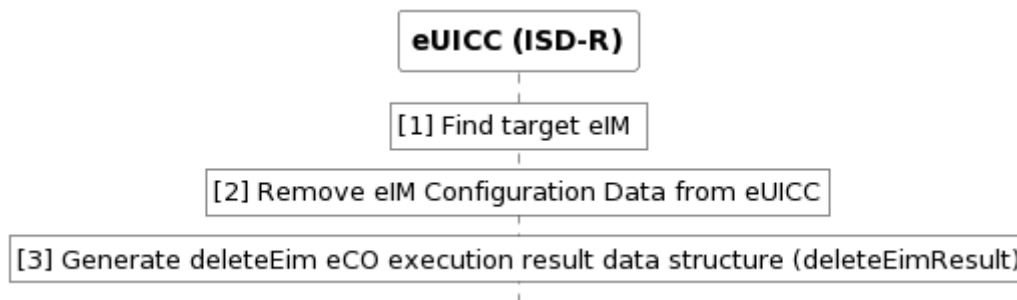 eUICC (ISD-R)
[1] Find target eIM
[2] Remove eIM Configuration Data from eUICC
[3] Generate deleteEim eCO execution result data structure (deleteEimResult)